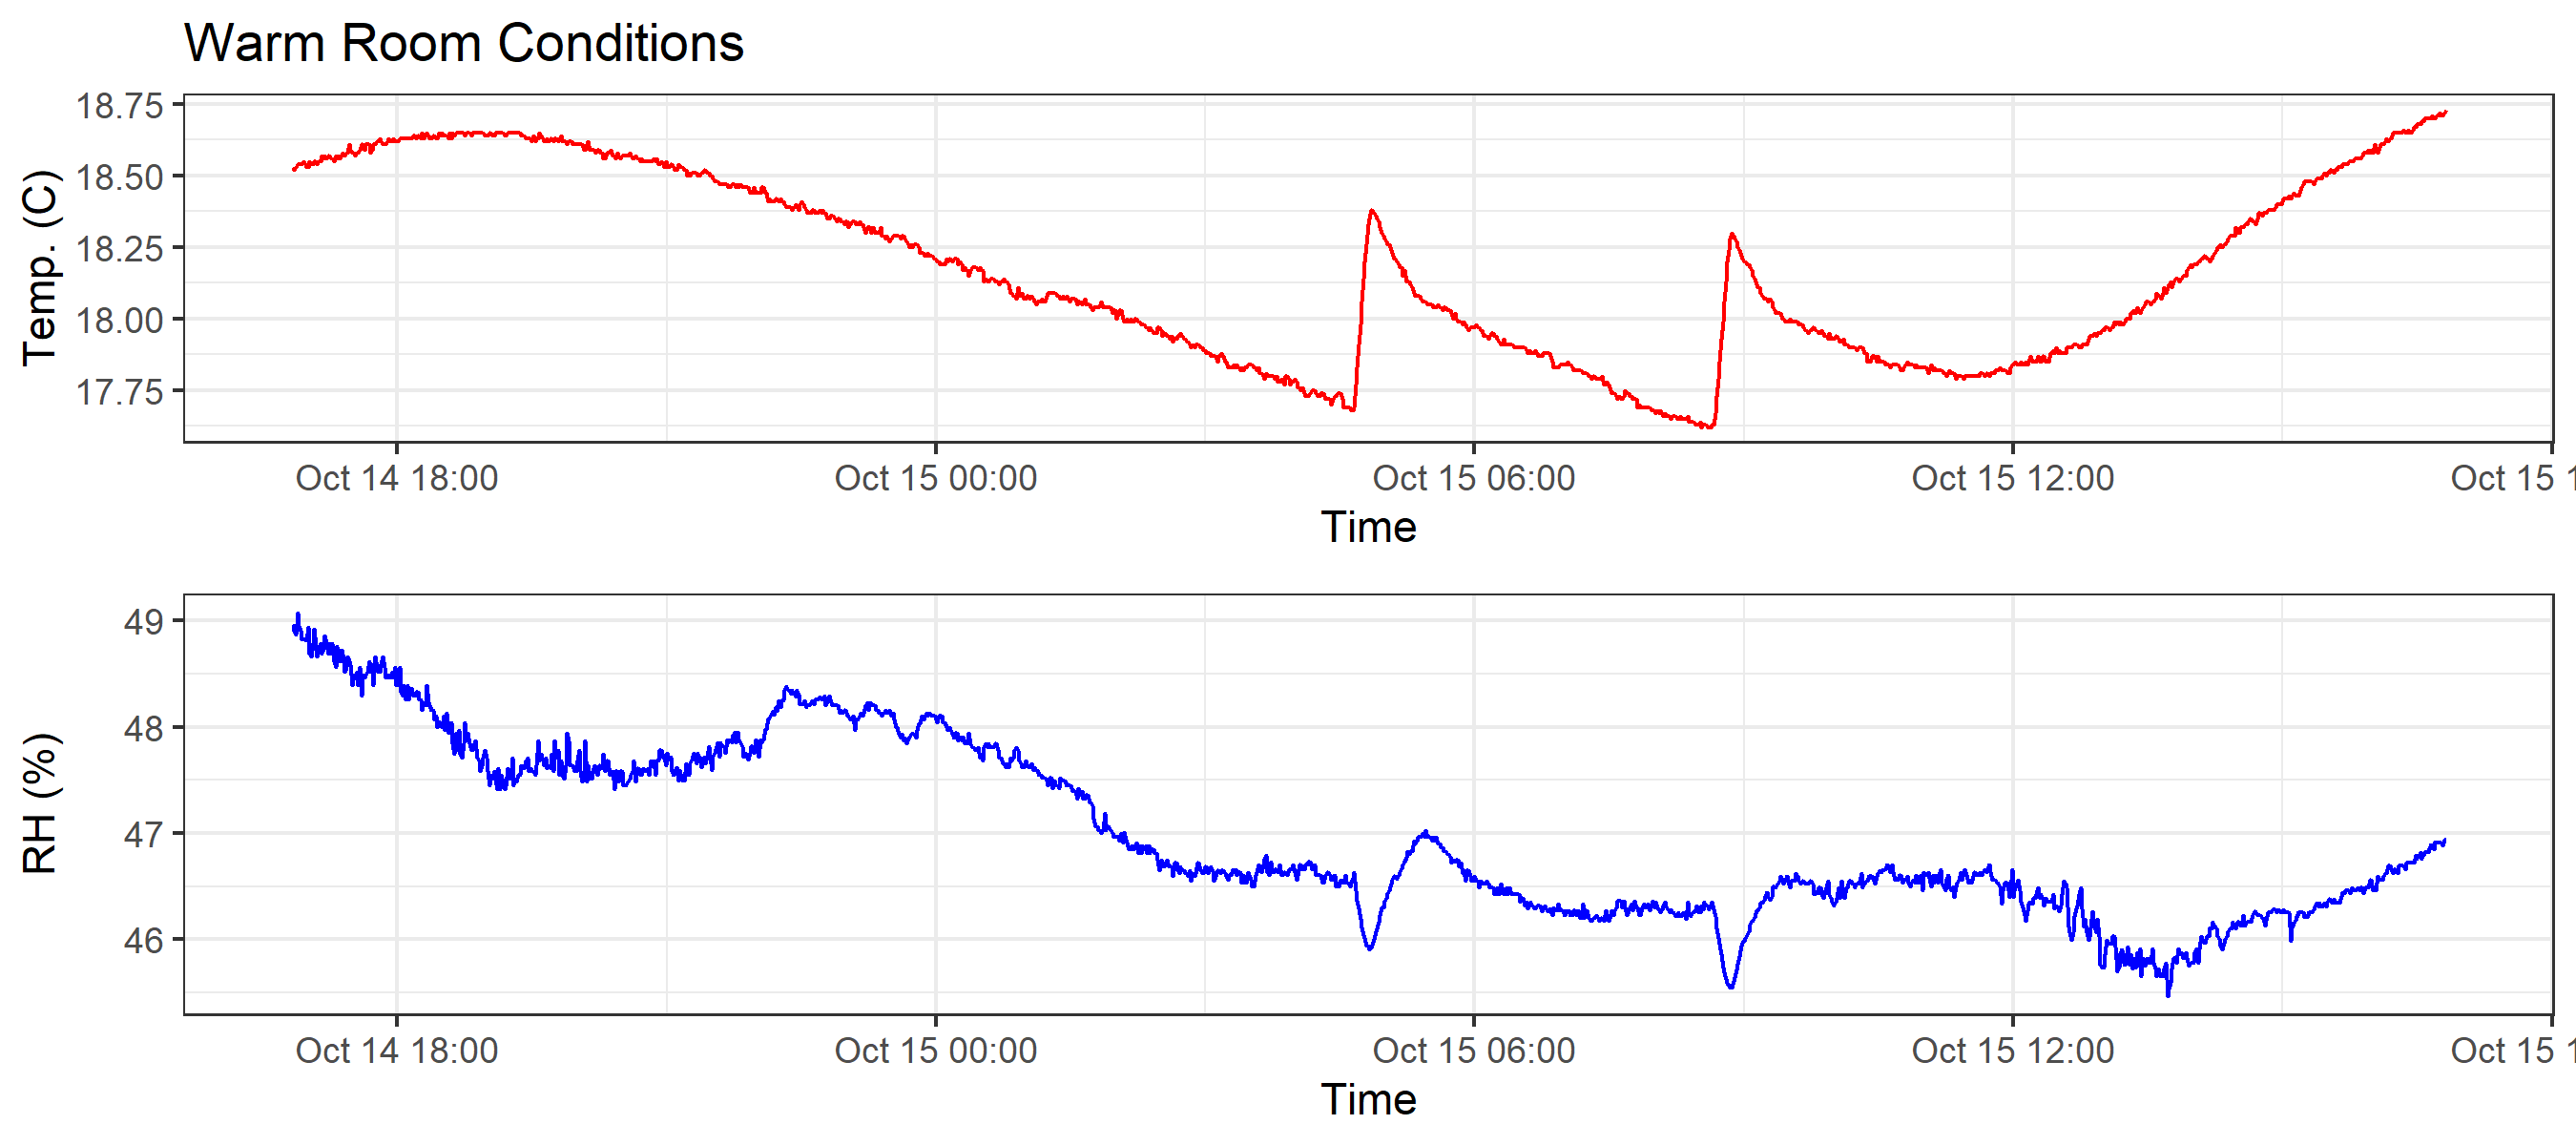 Warm Room Conditions
18.75
18.50
18.25
18.00
17.75
Temp. (C)
Oct 14 18:00 Oct 15 00:00 Oct 15 06:00 Oct 15 12:00 Oct 15 1
Time
49
48
47
46
RH (%)
Oct 14 18:00 Oct 15 00:00 Oct 15 06:00 Oct 15 12:00 Oct 15 1
Time